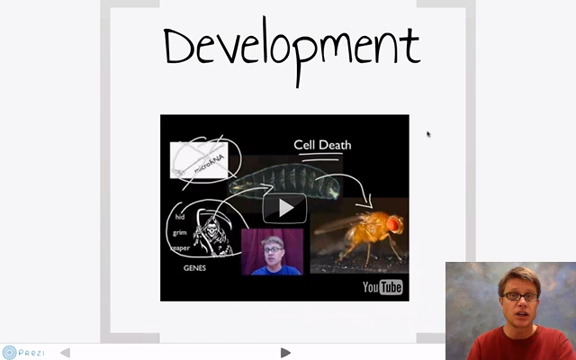 Development
Cell Death
microRNA
hid
grim
reaper
GENES
YouTube
Prezi